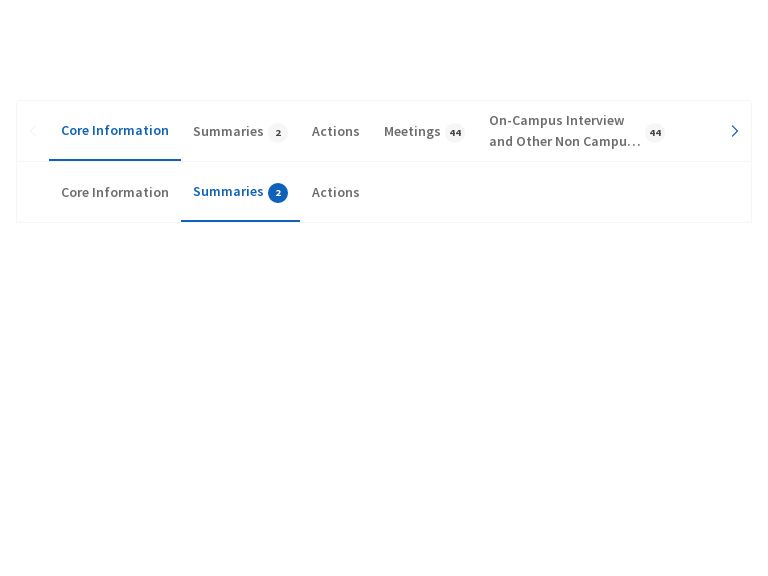 Core Information Summaries 2 Actions Meetings 44 On-Campus Interview
and Other Non Campu... 44
Core Information Summaries 2 Actions